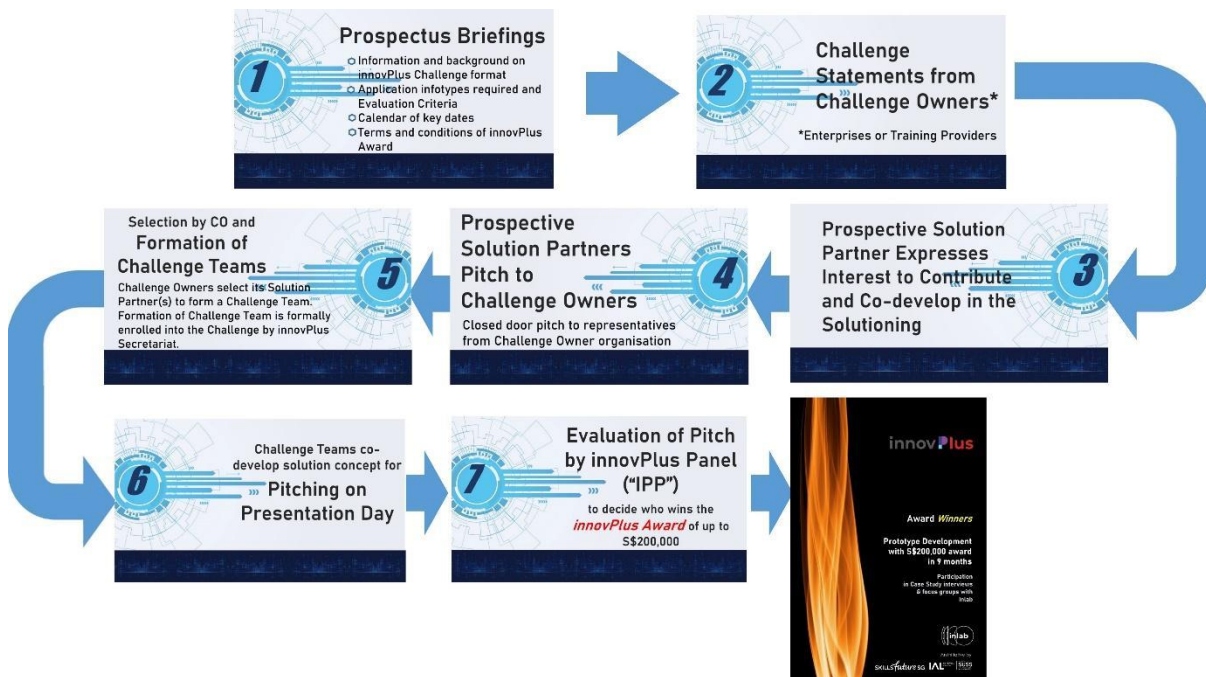 1
Prospectus Briefings
Information and background on
innovPlus Challenge format
Application infotypes required and
Evaluation Criteria
Calendar of key dates
Terms and conditions of innovPlus
Award
2
Challenge
Statements from
Challenge Owners*
*Enterprises or Training Providers
3
Prospective Solution
Partner Expresses
Interest to Contribute
and Co-develop in the
Solutioning
4
Prospective
Solution Partners
Pitch to
Challenge Owners
Closed door pitch to representatives
from Challenge Owner organisation
5
Selection by CO and
Formation of
Challenge Teams
Challenge Owners select its Solution
Partner(s) to form a Challenge Team.
Formation of Challenge Team is formally
enrolled into the Challenge by innovPlus
Secretariat.
6
Challenge Teams co-
develop solution concept for
Pitching on
Presentation Day
7
Evaluation of Pitch
by innovPlus Panel
("IPP")
to decide who wins the
innovPlus Award of up to
S$200,000
innovPlus
Award Winners
Prototype Development
with S$200,000 award
in 9 months
Participation
in Case Study interviews
& focus groups with
inlab
inlab
SKILLSfuture SG IAL SUSS